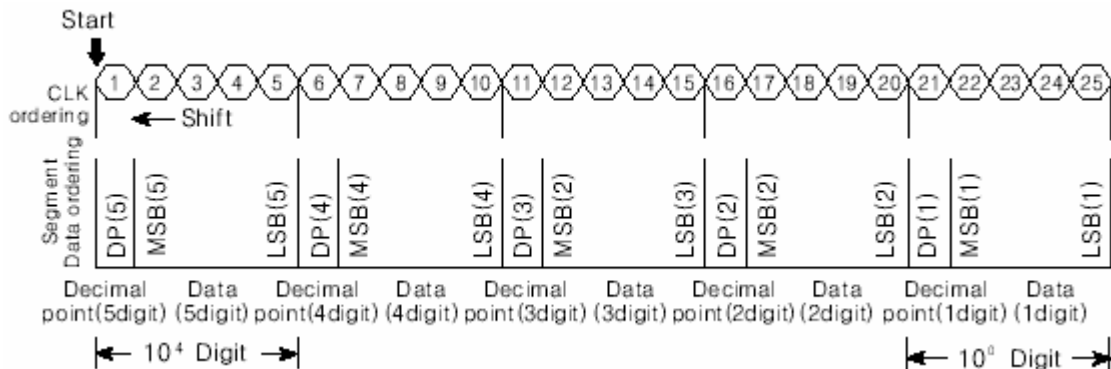 Start
1 2 3 4 5 6 7 8 9 10 11 12 13 14 15 16 17 18 19 20 21 22 23 24 25
CLK
ordering
Shift
Segment
Data ordering
DP(5) MSB(5) LSB(5) DP(4) MSB(4) LSB(4) DP(3) MSB(2) LSB(3) DP(2) MSB(2) LSB(2) DP(1) MSB(1) LSB(1)
Decimal Data Decimal Data Decimal Data Decimal Data Decimal Data
point(5digit) (5digit) point(4digit) (4digit) point(3digit) (3digit) point(2digit) (2digit) point(1digit) (1digit)
10⁴ Digit 10⁰ Digit